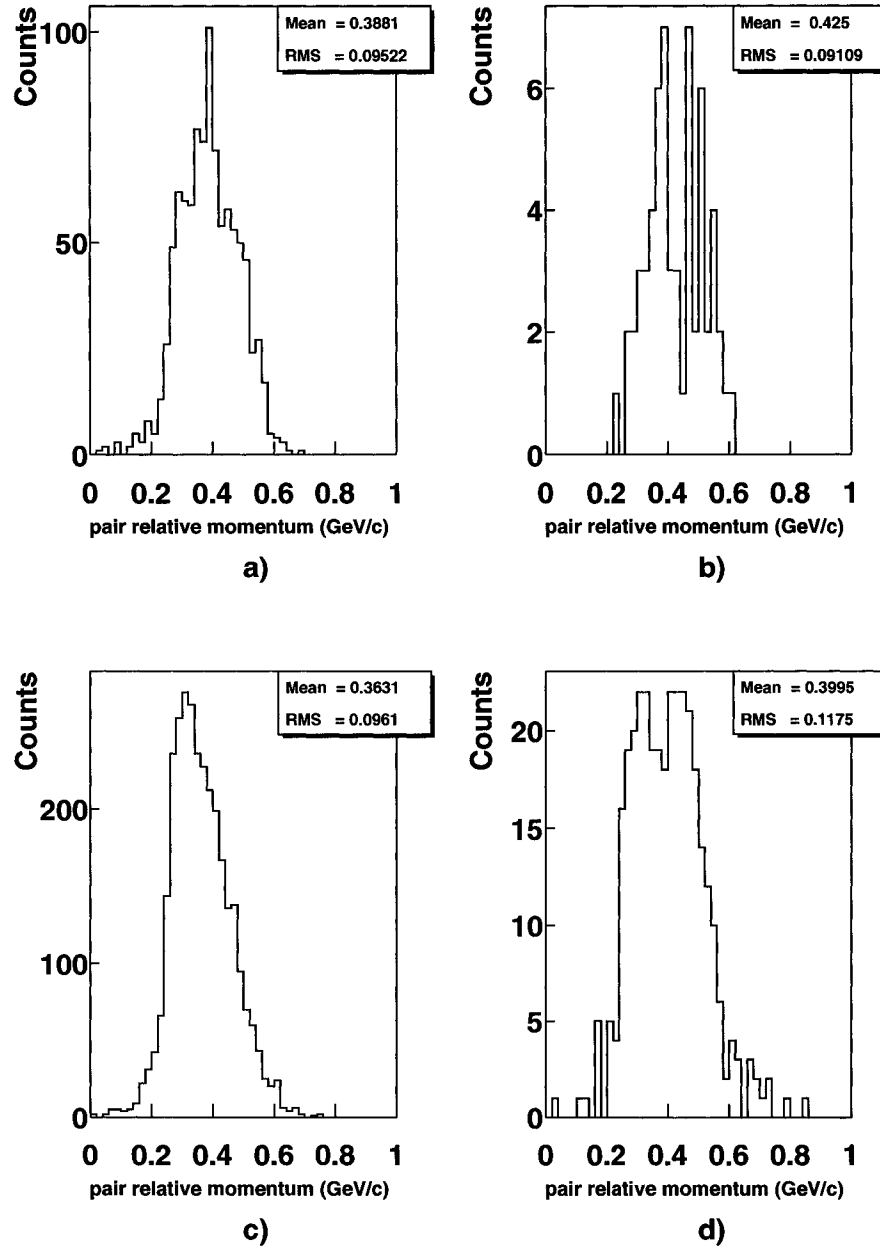 Counts
100
50
0
Mean = 0.3881
RMS = 0.09522
0 0.2 0.4 0.6 0.8 1
pair relative momentum (GeV/c)
a)
Counts
6
4
2
0
Mean = 0.425
RMS = 0.09109
0 0.2 0.4 0.6 0.8 1
pair relative momentum (GeV/c)
b)
Counts
200
100
0
Mean = 0.3631
RMS = 0.0961
0 0.2 0.4 0.6 0.8 1
pair relative momentum (GeV/c)
c)
Counts
20
15
10
5
0
Mean = 0.3995
RMS = 0.1175
0 0.2 0.4 0.6 0.8 1
pair relative momentum (GeV/c)
d)